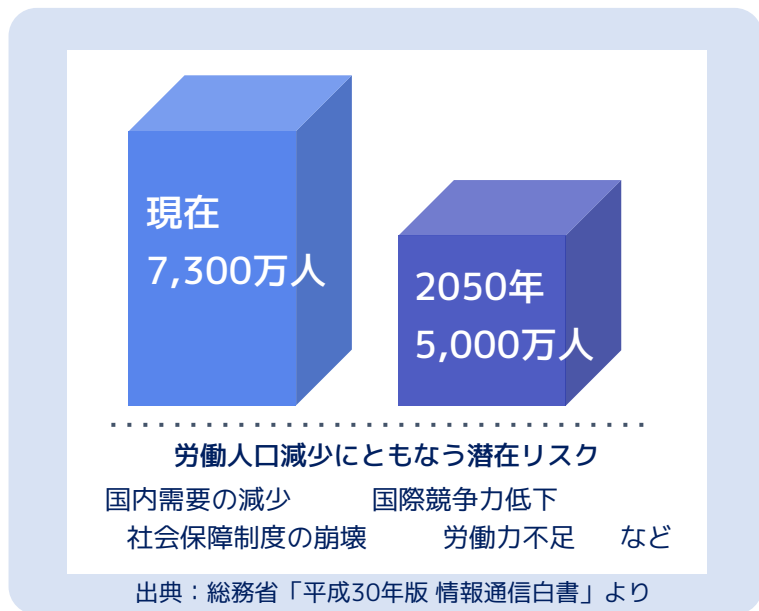 現在
7,300万人
2050年
5,000万人
労働人口減少にともなう潜在リスク
国内需要の減少 国際競争力低下
社会保障制度の崩壊 労働力不足 など
出典：総務省「平成30年版 情報通信白書」より